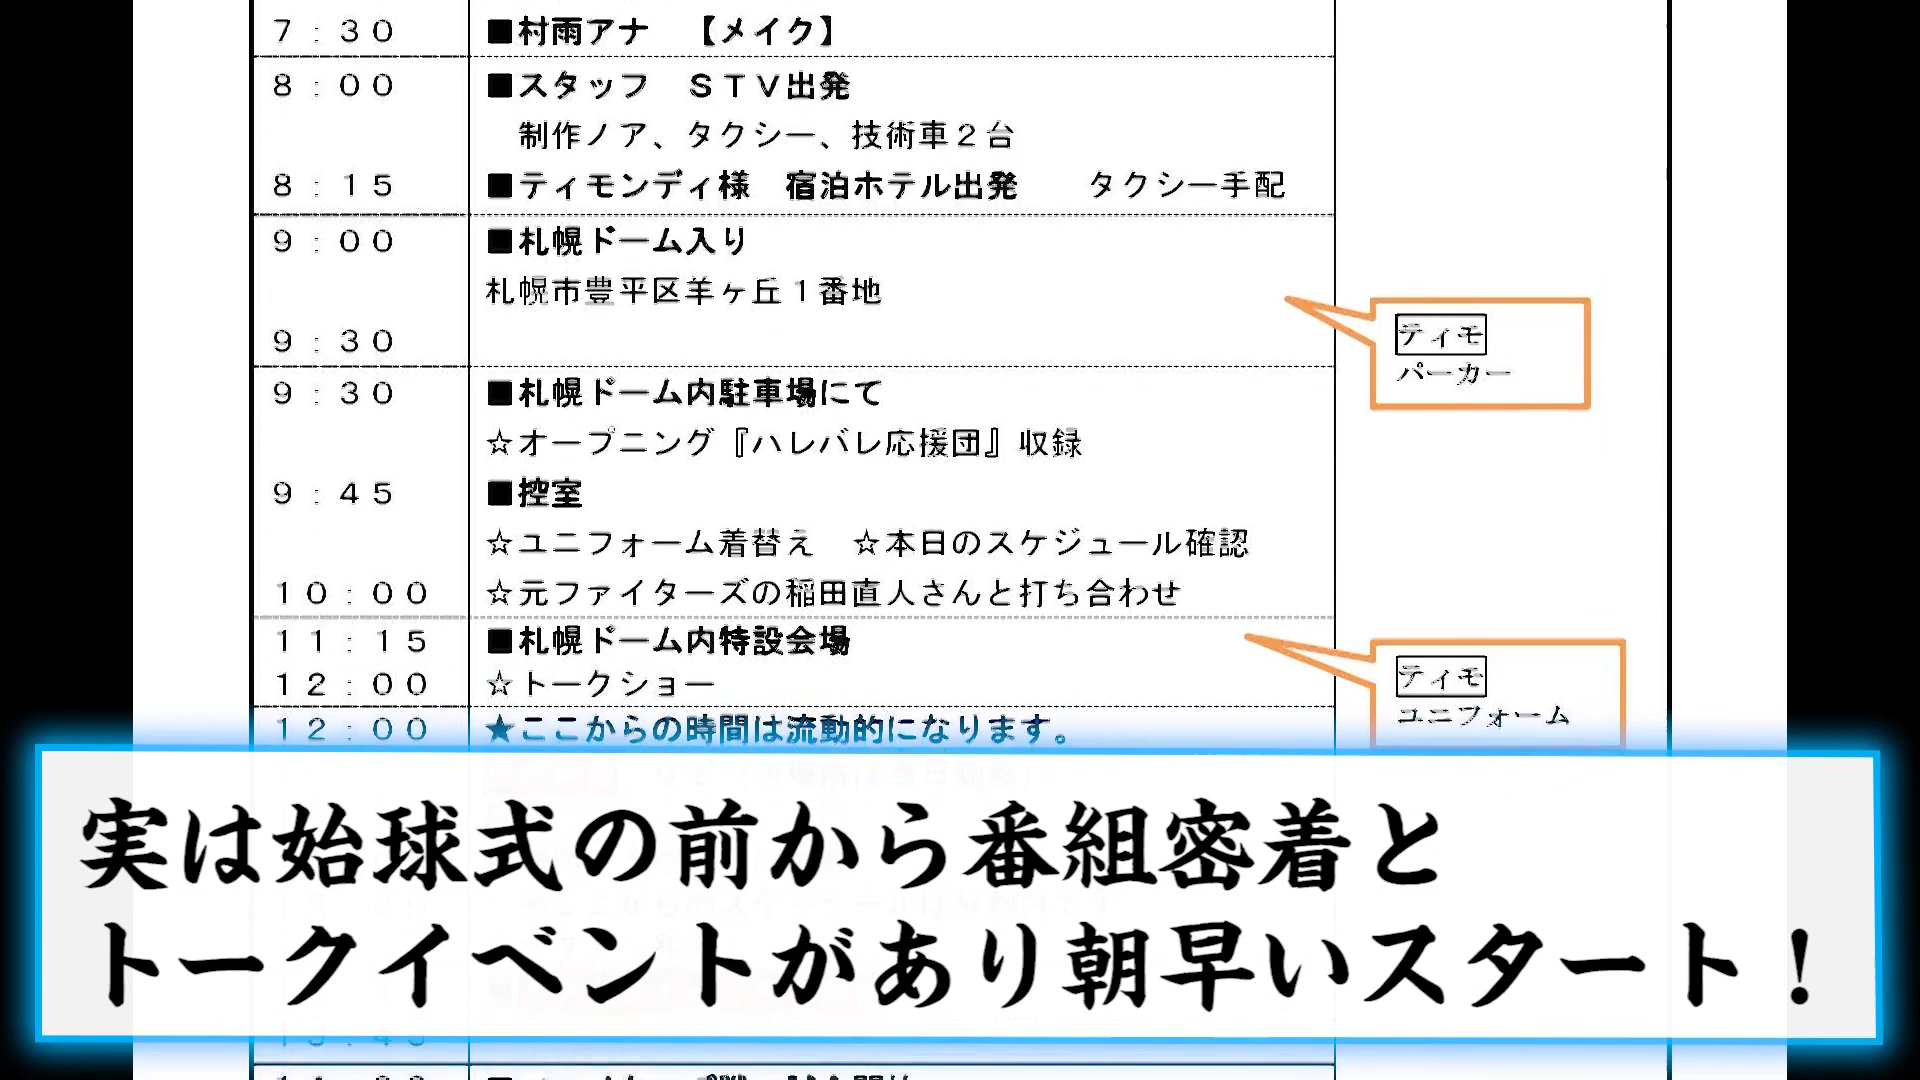 ７：３０　■村雨アナ　【メイク】
８：００　■スタッフ　ＳＴＶ出発
制作ノア、タクシー、技術車２台
８：１５　■ティモンディ様　宿泊ホテル出発　　タクシー手配
９：００　■札幌ドーム入り
札幌市豊平区羊ヶ丘１番地
９：３０
ティモ
パーカー
９：３０　■札幌ドーム内駐車場にて
☆オープニング『ハレバレ応援団』収録
９：４５　■控室
☆ユニフォーム着替え　☆本日のスケジュール確認
１０：００　☆元ファイターズの稲田直人さんと打ち合わせ
１１：１５　■札幌ドーム内特設会場
１２：００　☆トークショー
ティモ
ユニフォーム
１２：００　★ここからの時間は流動的になります。
実は始球式の前から番組密着と
トークイベントがあり朝早いスタート！